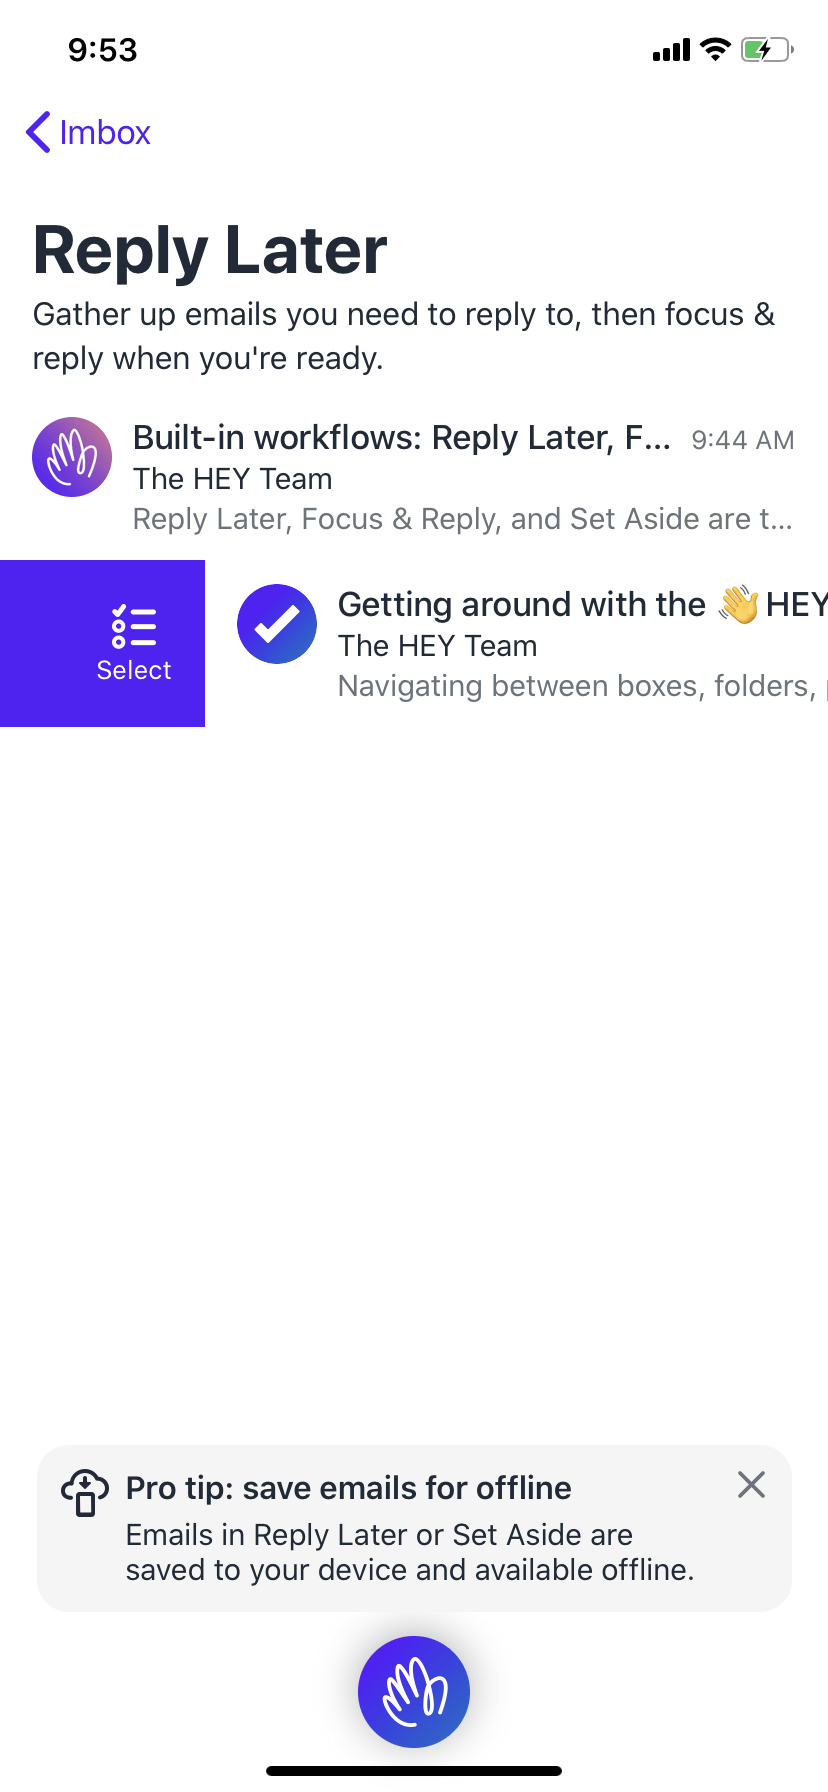 9:53
Imbox
Reply Later
Gather up emails you need to reply to, then focus &
reply when you're ready.
Built-in workflows: Reply Later, F... 9:44 AM
The HEY Team
Reply Later, Focus & Reply, and Set Aside are t...
Select
Getting around with the 👋 HEY
The HEY Team
Navigating between boxes, folders,
Pro tip: save emails for offline
Emails in Reply Later or Set Aside are
saved to your device and available offline.